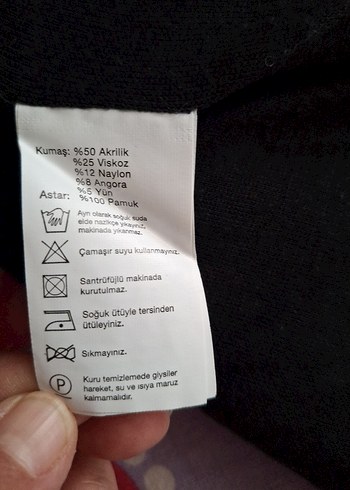 Kumaş: %50 Akrilik
%25 Viskoz
%12 Naylon
%8 Angora
%5 Yün
Astar: %100 Pamuk
Ayrı olarak soğuk suda
elde nazikçe yıkayınız,
makinada yıkanmaz.
Çamaşır suyu kullanmayınız.
Santrüfüjlü makinada
kurutulmaz.
Soğuk ütüyle tersinden
ütüleyiniz.
Sıkmayınız.
P
Kuru temizlemede giysiler
hareket, su ve ısıya maruz
kalmamalıdır.